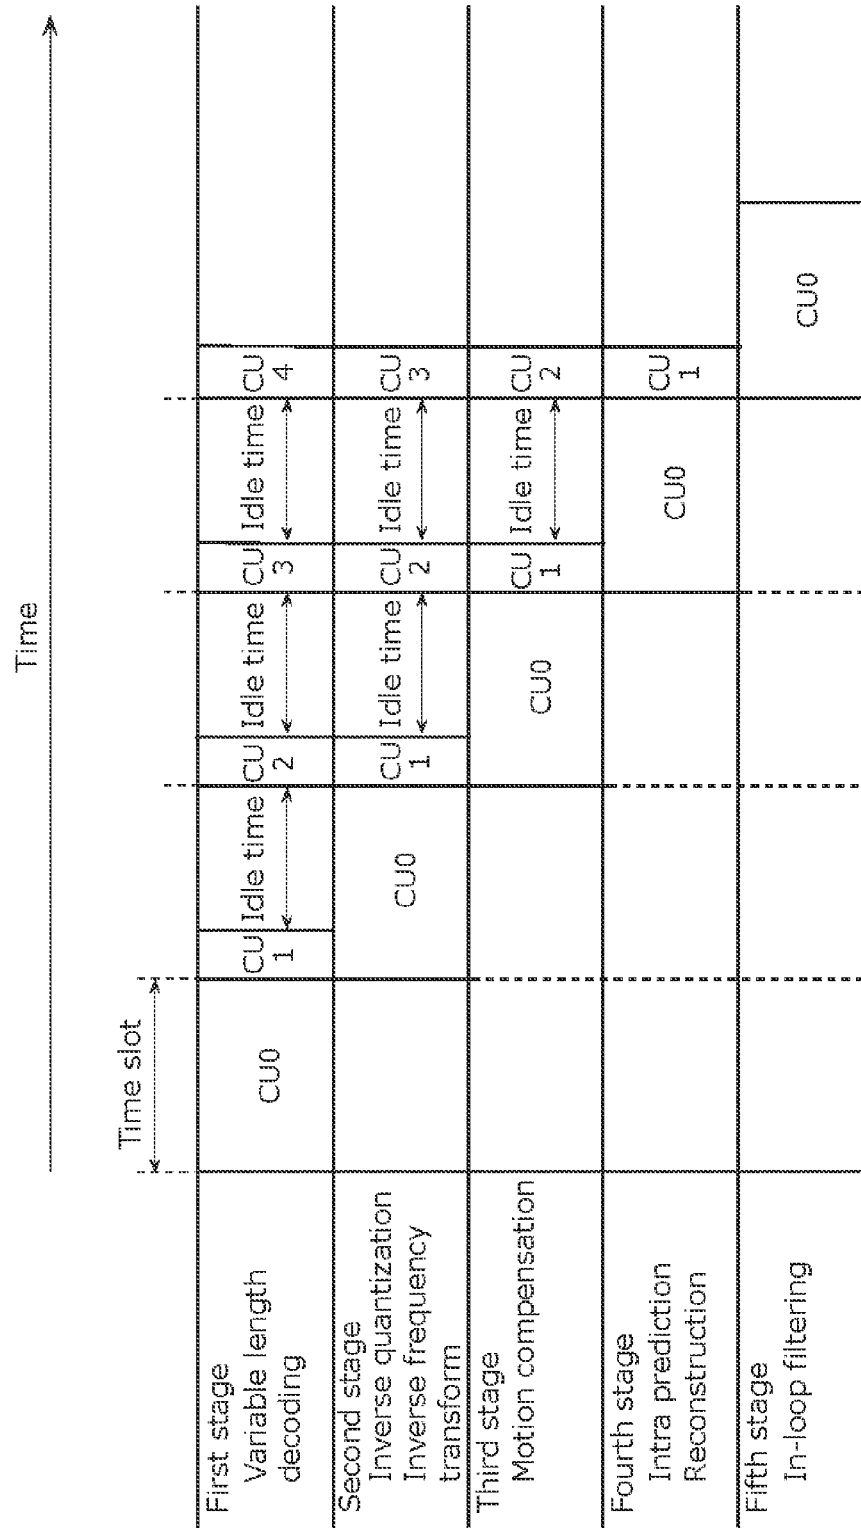 Time
Time slot
First stage
Variable length
decoding
CU0
CU
1
Idle time
CU
2
Idle time
CU
3
Idle time
CU
4
Second stage
Inverse quantization
Inverse frequency
transform
CU0
CU
1
Idle time
CU
2
Idle time
CU
3
Third stage
Motion compensation
CU0
CU
1
Idle time
CU
2
Fourth stage
Intra prediction
Reconstruction
CU0
CU
1
Fifth stage
In-loop filtering
CU0